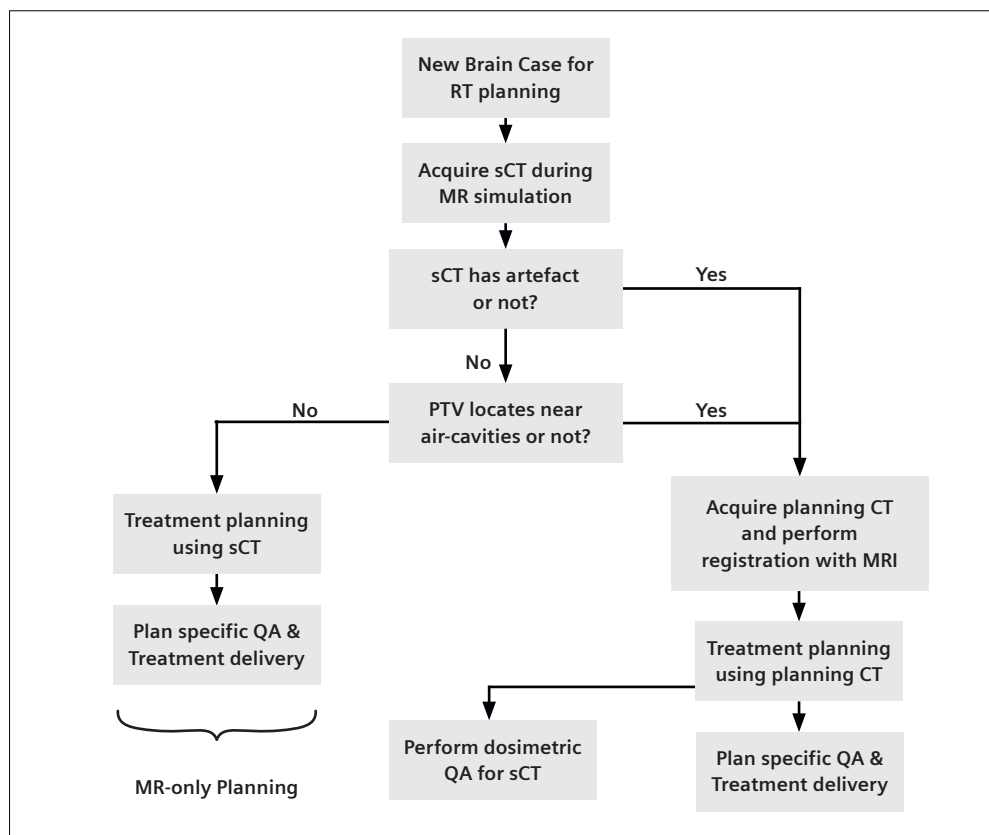 New Brain Case for
RT planning
Acquire sCT during
MR simulation
sCT has artefact
or not?
Yes
No
PTV locates near
air-cavities or not?
No
Yes
Treatment planning
using sCT
Acquire planning CT
and perform
registration with MRI
Plan specific QA &
Treatment delivery
Treatment planning
using planning CT
Perform dosimetric
QA for sCT
Plan specific QA &
Treatment delivery
MR-only Planning